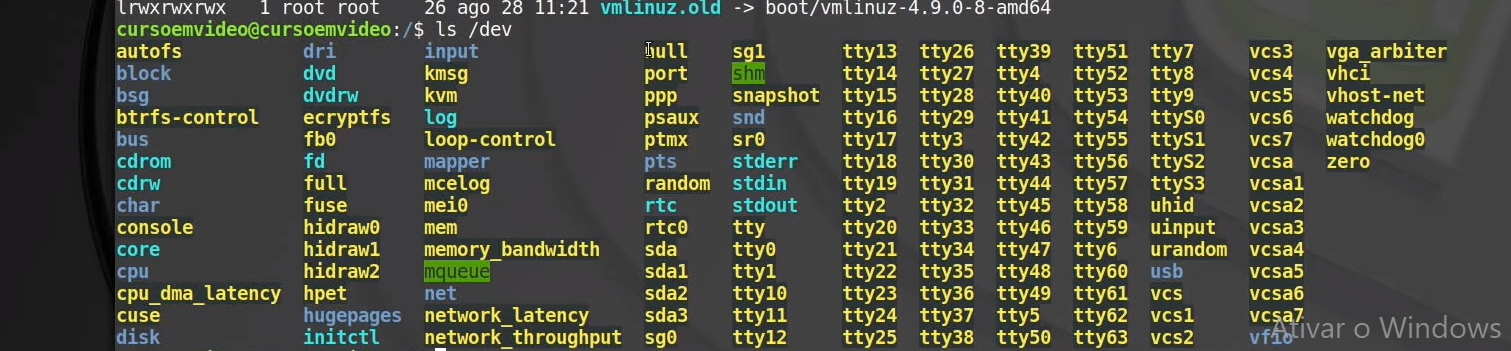 lrwxrwxrwx   1 root root    26 ago 28 11:21 vmlinuz.old -> boot/vmlinuz-4.9.0-8-amd64
cursoemvideo@cursoemvideo:/$ ls /dev
autofs dri input null sg1 tty13 tty26 tty39 tty51 tty7 vcs3 vga_arbiter
block dvd kmsg port shm tty14 tty27 tty4 tty52 tty8 vcs4 vhci
bsg dvdrw kvm ppp snapshot tty15 tty28 tty40 tty53 tty9 vcs5 vhost-net
btrfs-control ecryptfs log psaux snd tty16 tty29 tty41 tty54 ttyS0 vcs6 watchdog
bus fb0 loop-control ptmx sr0 tty17 tty3 tty42 tty55 ttyS1 vcs7 watchdog0
cdrom fd mapper pts stderr tty18 tty30 tty43 tty56 ttyS2 vcsa zero
cdrw full mcelog random stdin tty19 tty31 tty44 tty57 ttyS3 vcsa1
char fuse mei0 rtc stdout tty2 tty32 tty45 tty58 uhid vcsa2
console hidraw0 mem rtc0 tty tty20 tty33 tty46 tty59 uinput vcsa3
core hidraw1 memory_bandwidth sda tty0 tty21 tty34 tty47 tty6 urandom vcsa4
cpu hidraw2 mqueue sda1 tty1 tty22 tty35 tty48 tty60 usb vcsa5
cpu_dma_latency hpet net sda2 tty10 tty23 tty36 tty49 tty61 vcs vcsa6
cuse hugepages network_latency sda3 tty11 tty24 tty37 tty5 tty62 vcs1 vcsa7
disk initctl network_throughput sg0 tty12 tty25 tty38 tty50 tty63 vcs2 vfio
Ativar o Windows